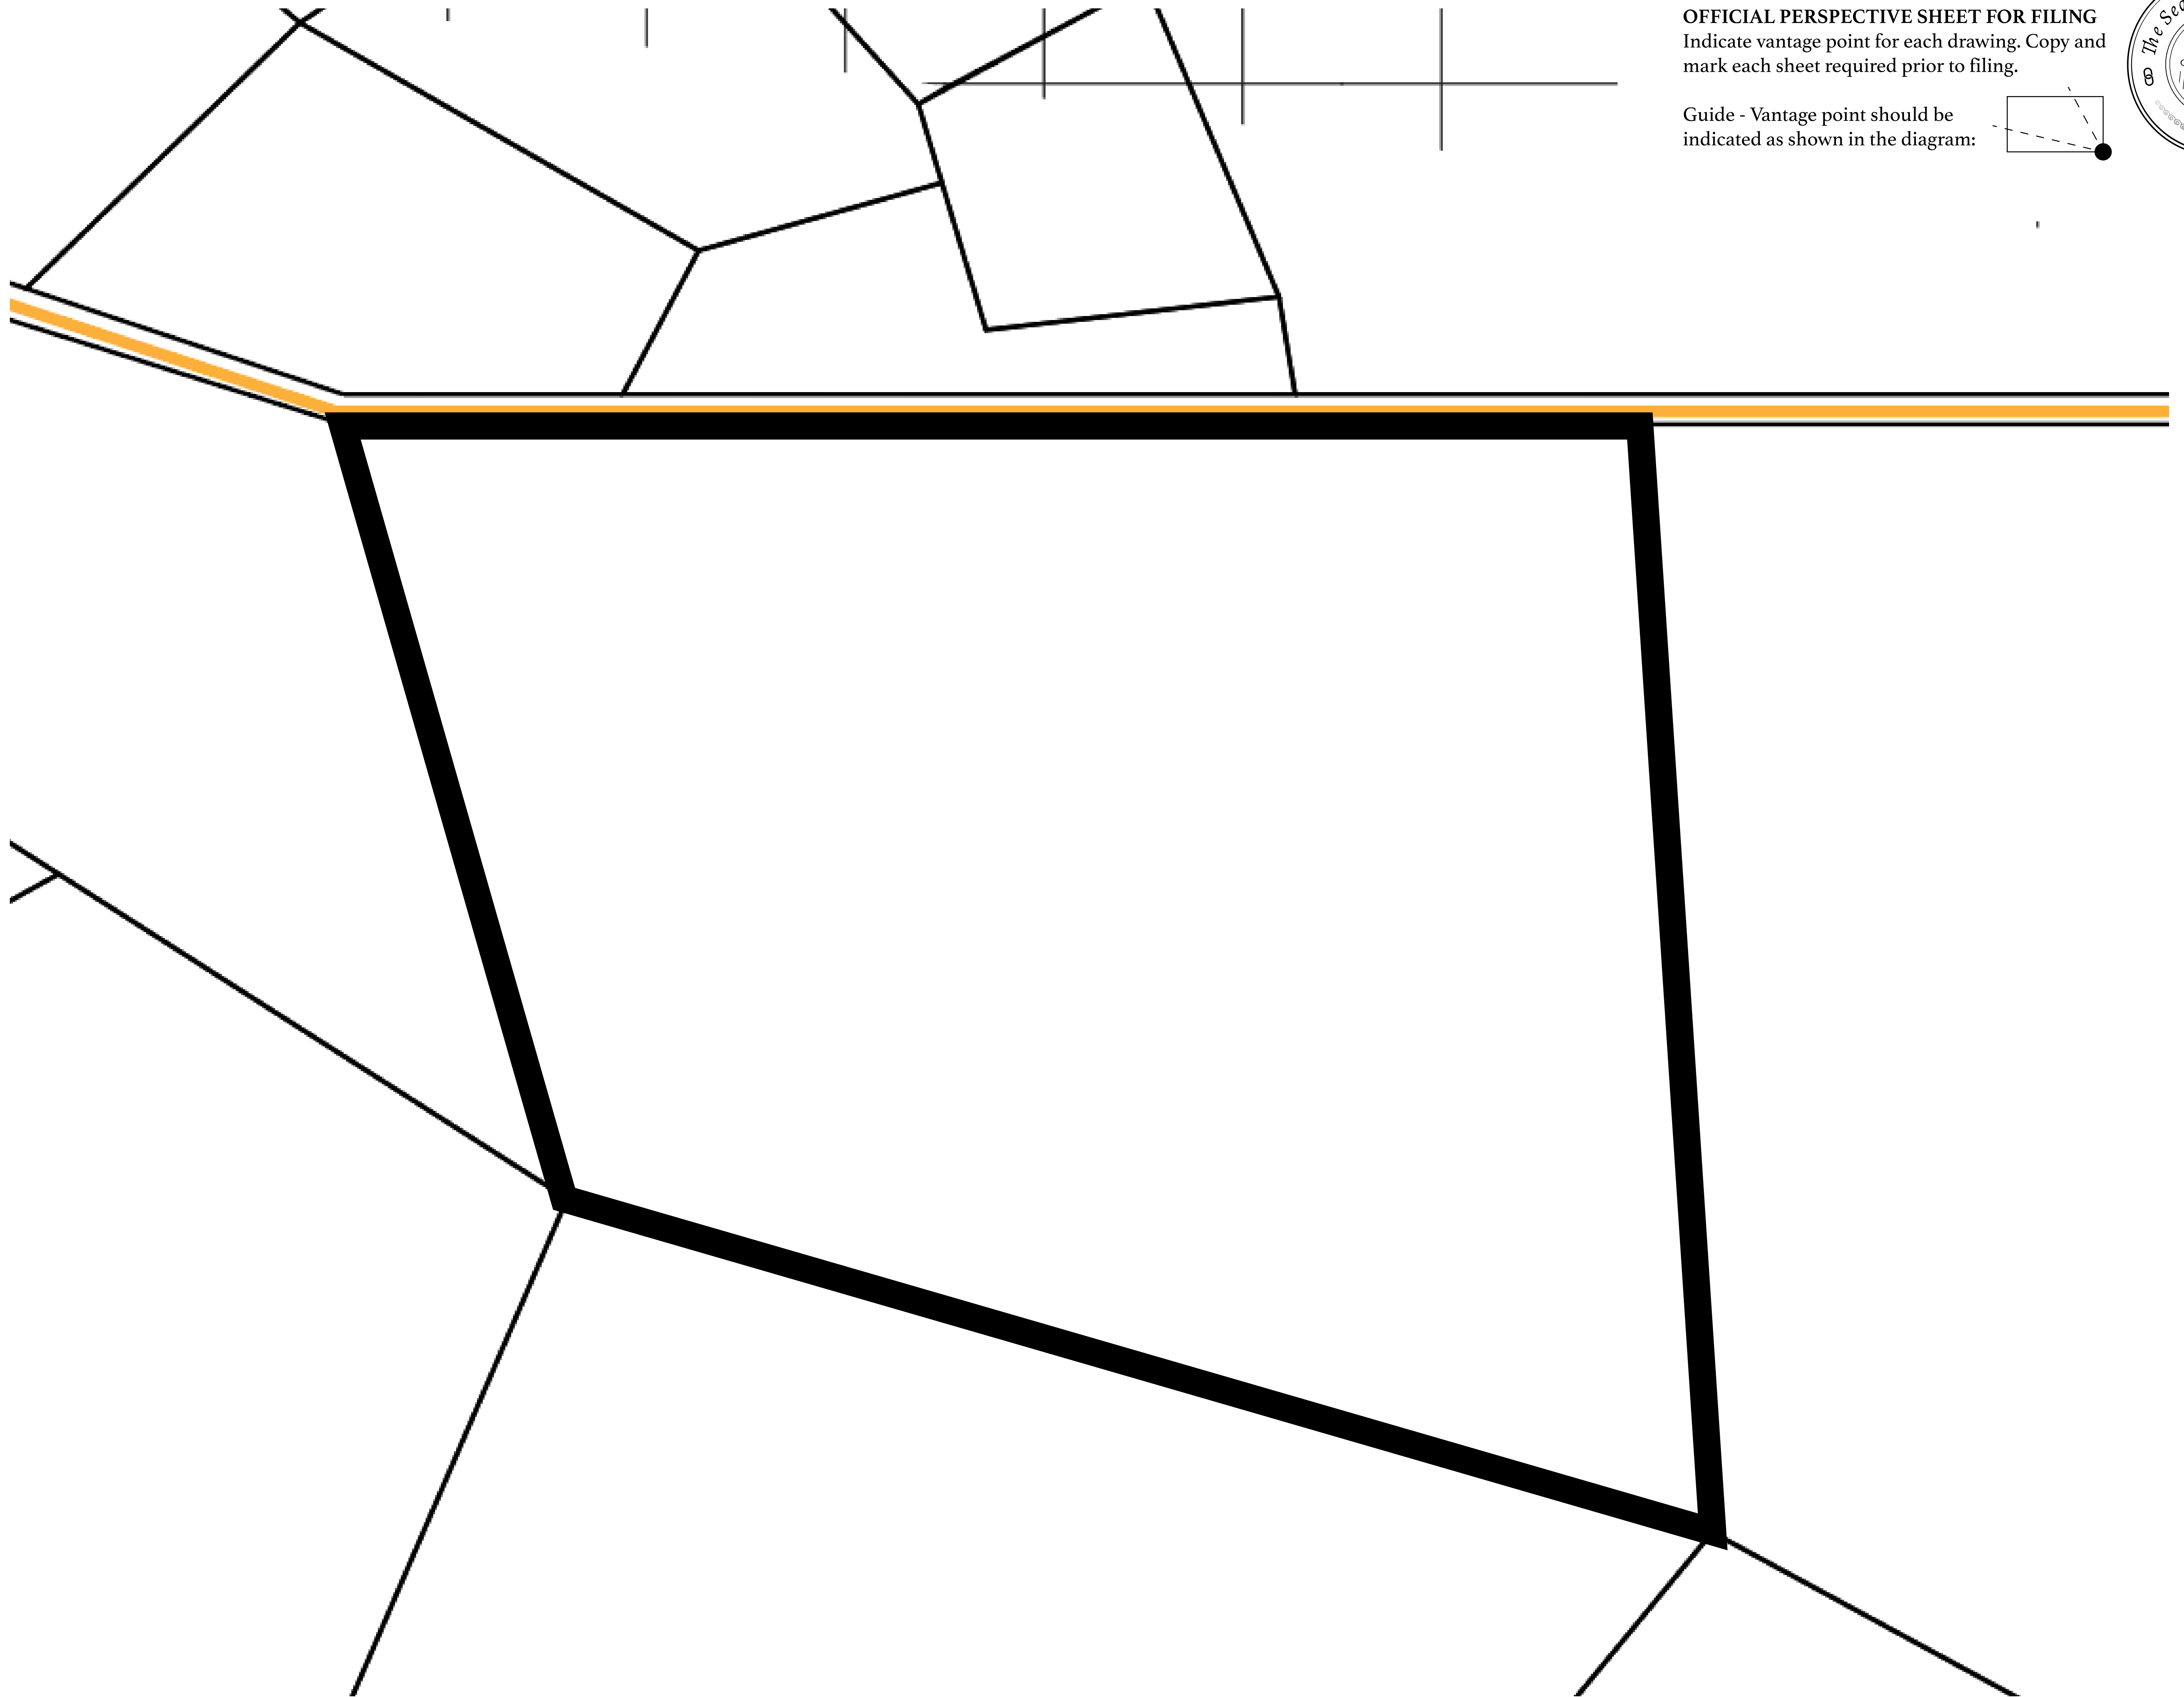 OFFICIAL PERSPECTIVE SHEET FOR FILING
Indicate vantage point for each drawing. Copy and
mark each sheet required prior to filing.
Guide - Vantage point should be
indicated as shown in the diagram:
The